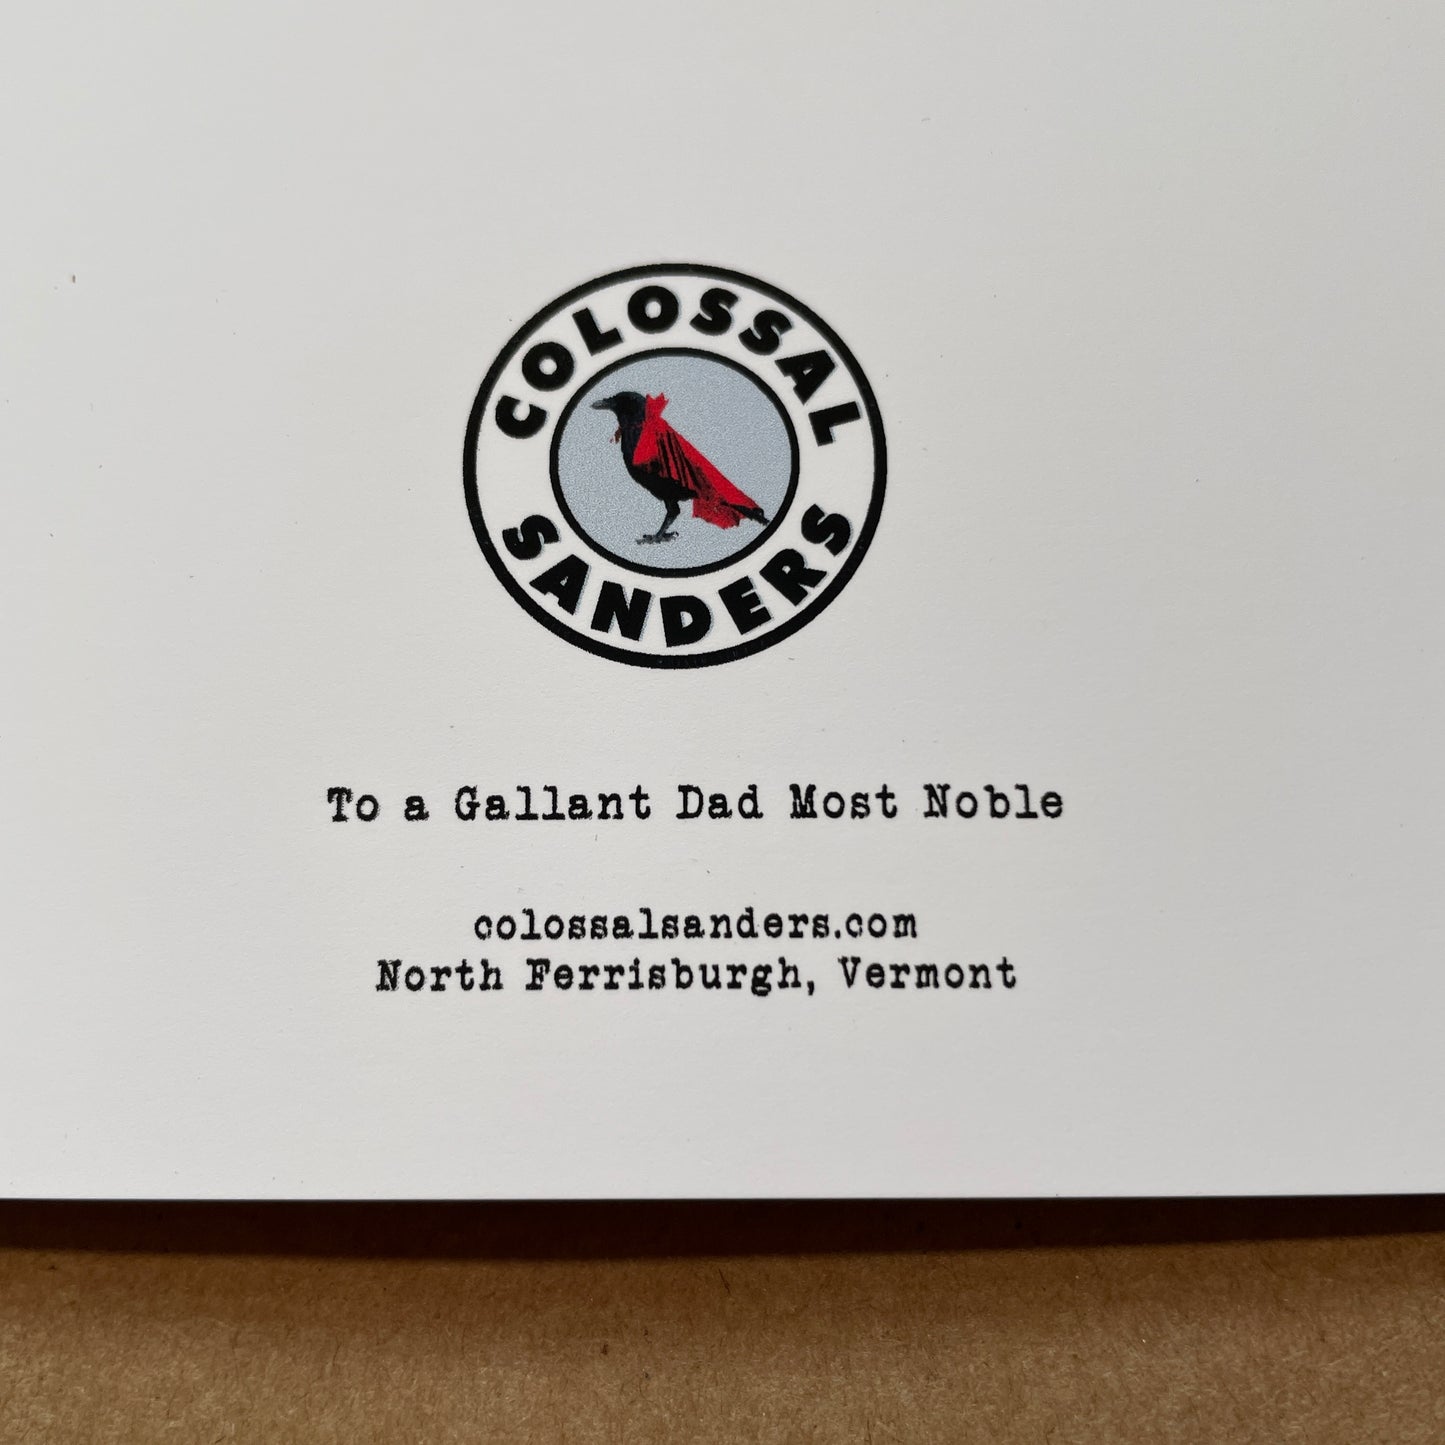 COLOSSAL
SANDERS
To a Gallant Dad Most Noble
colossalsanders.com
North Ferrisburgh, Vermont